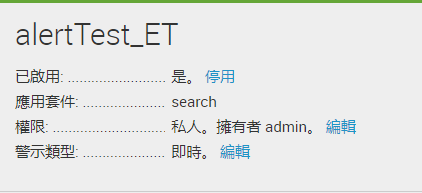 alertTest_ET
已啟用: ........................... 是。 停用
應用套件: ...................... search
權限: ............................... 私人。擁有者 admin。 編輯
警示類型: ...................... 即時。 編輯